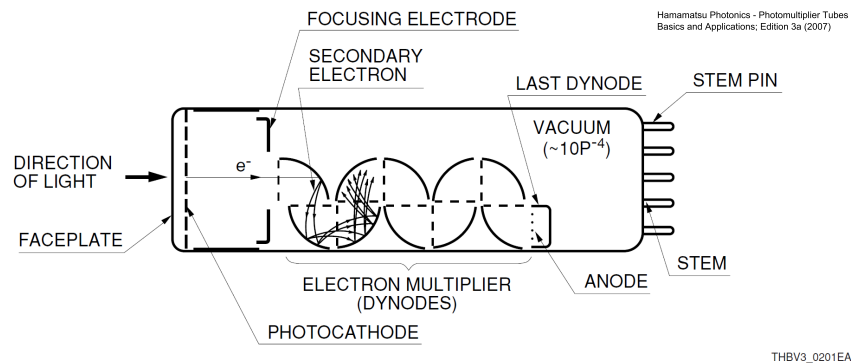 Hamamatsu Photonics - Photomultiplier Tubes
Basics and Applications; Edition 3a (2007)
FOCUSING ELECTRODE
SECONDARY
ELECTRON
LAST DYNODE
STEM PIN
VACUUM
(~10P⁻⁴)
DIRECTION
OF LIGHT
e⁻
FACEPLATE
STEM
ELECTRON MULTIPLIER
(DYNODES)
ANODE
PHOTOCATHODE
THBV3_0201EA